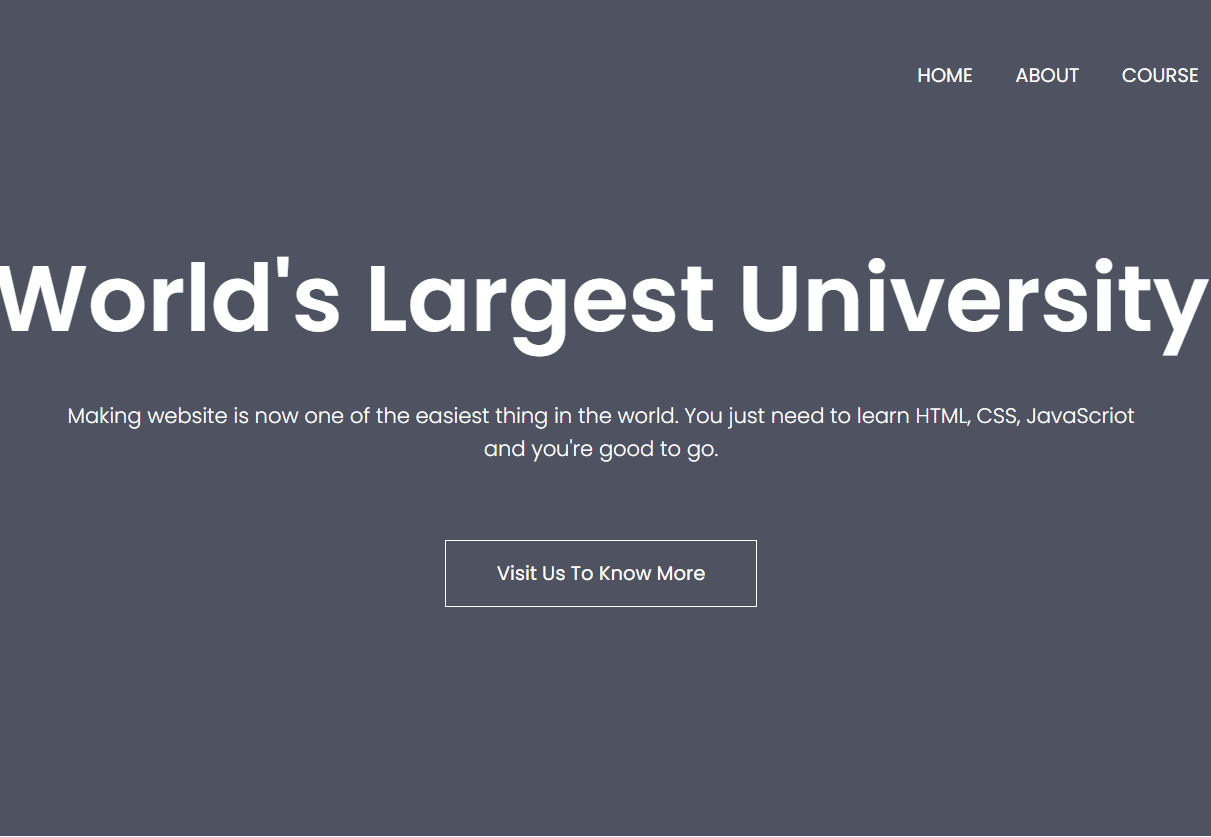 HOME ABOUT COURSE
World's Largest University
Making website is now one of the easiest thing in the world. You just need to learn HTML, CSS, JavaScriot
and you're good to go.
Visit Us To Know More